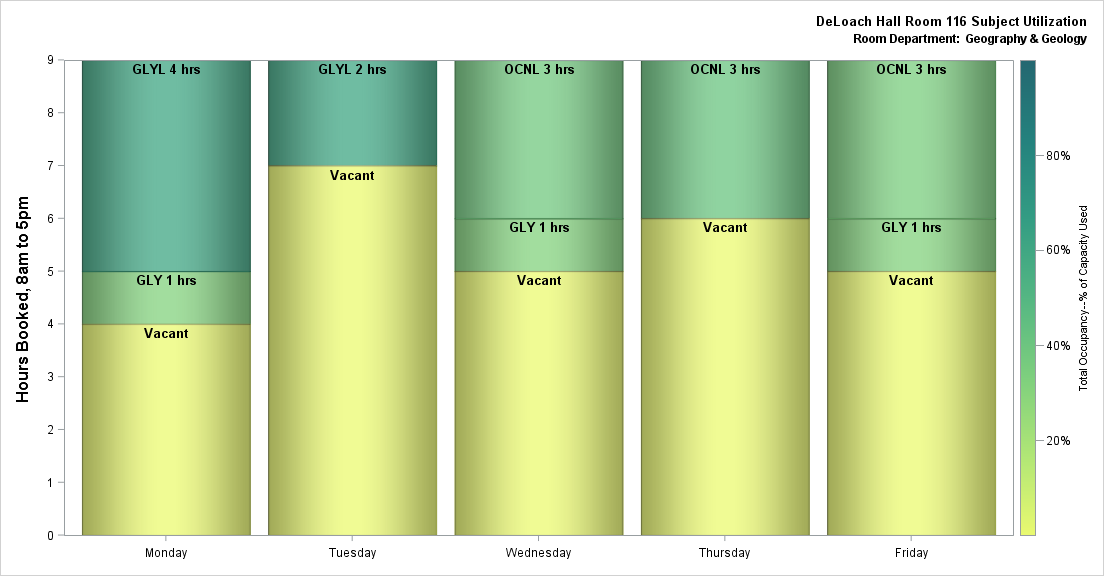 DeLoach Hall Room 116 Subject Utilization
Room Department: Geography & Geology
Hours Booked, 8am to 5pm
9
8
7
6
5
4
3
2
1
0
GLYL 4 hrs
GLY 1 hrs
Vacant
GLYL 2 hrs
Vacant
OCNL 3 hrs
GLY 1 hrs
Vacant
OCNL 3 hrs
Vacant
OCNL 3 hrs
GLY 1 hrs
Vacant
Monday
Tuesday
Wednesday
Thursday
Friday
80%
60%
40%
20%
Total Occupancy--% of Capacity Used